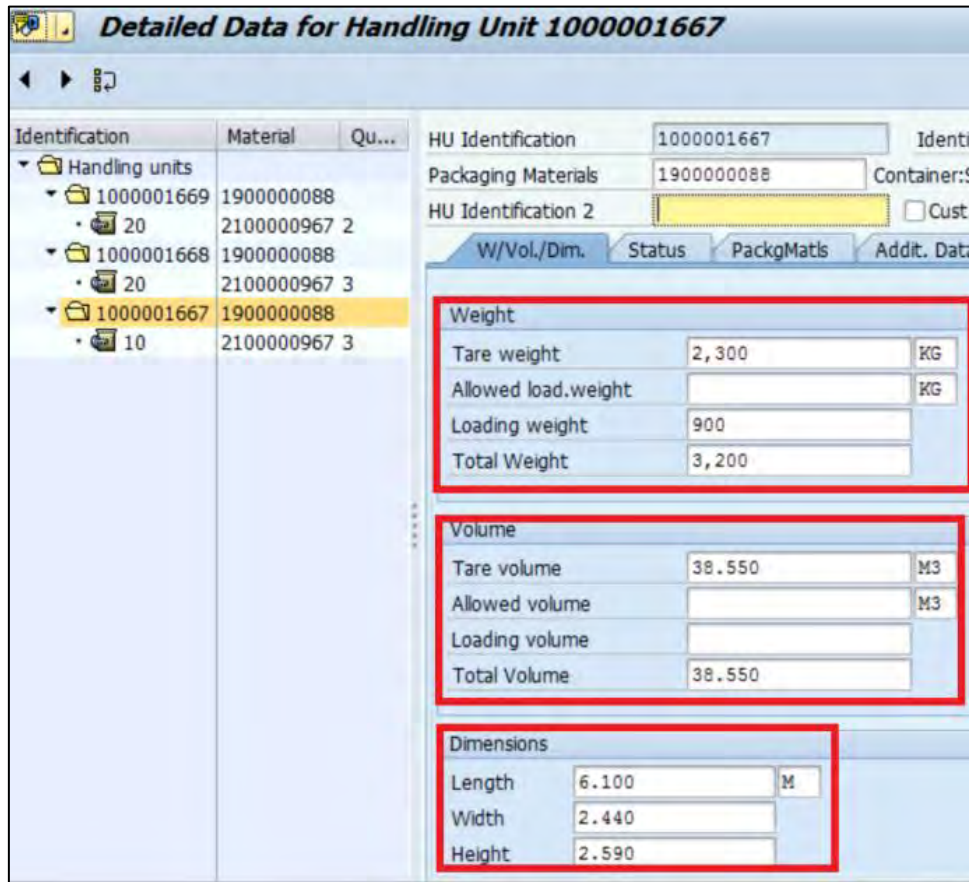 Detailed Data for Handling Unit 1000001667
Identification Material Qu...
Handling units
1000001669 1900000088
20 2100000967 2
1000001668 1900000088
20 2100000967 3
1000001667 1900000088
10 2100000967 3
HU Identification 1000001667 Identi
Packaging Materials 1900000088 Container:S
HU Identification 2 Cust
W/Vol./Dim. Status PackgMatls Addit. Data
Weight
Tare weight 2,300 KG
Allowed load.weight KG
Loading weight 900
Total Weight 3,200
Volume
Tare volume 38.550 M3
Allowed volume M3
Loading volume
Total Volume 38.550
Dimensions
Length 6.100 M
Width 2.440
Height 2.590